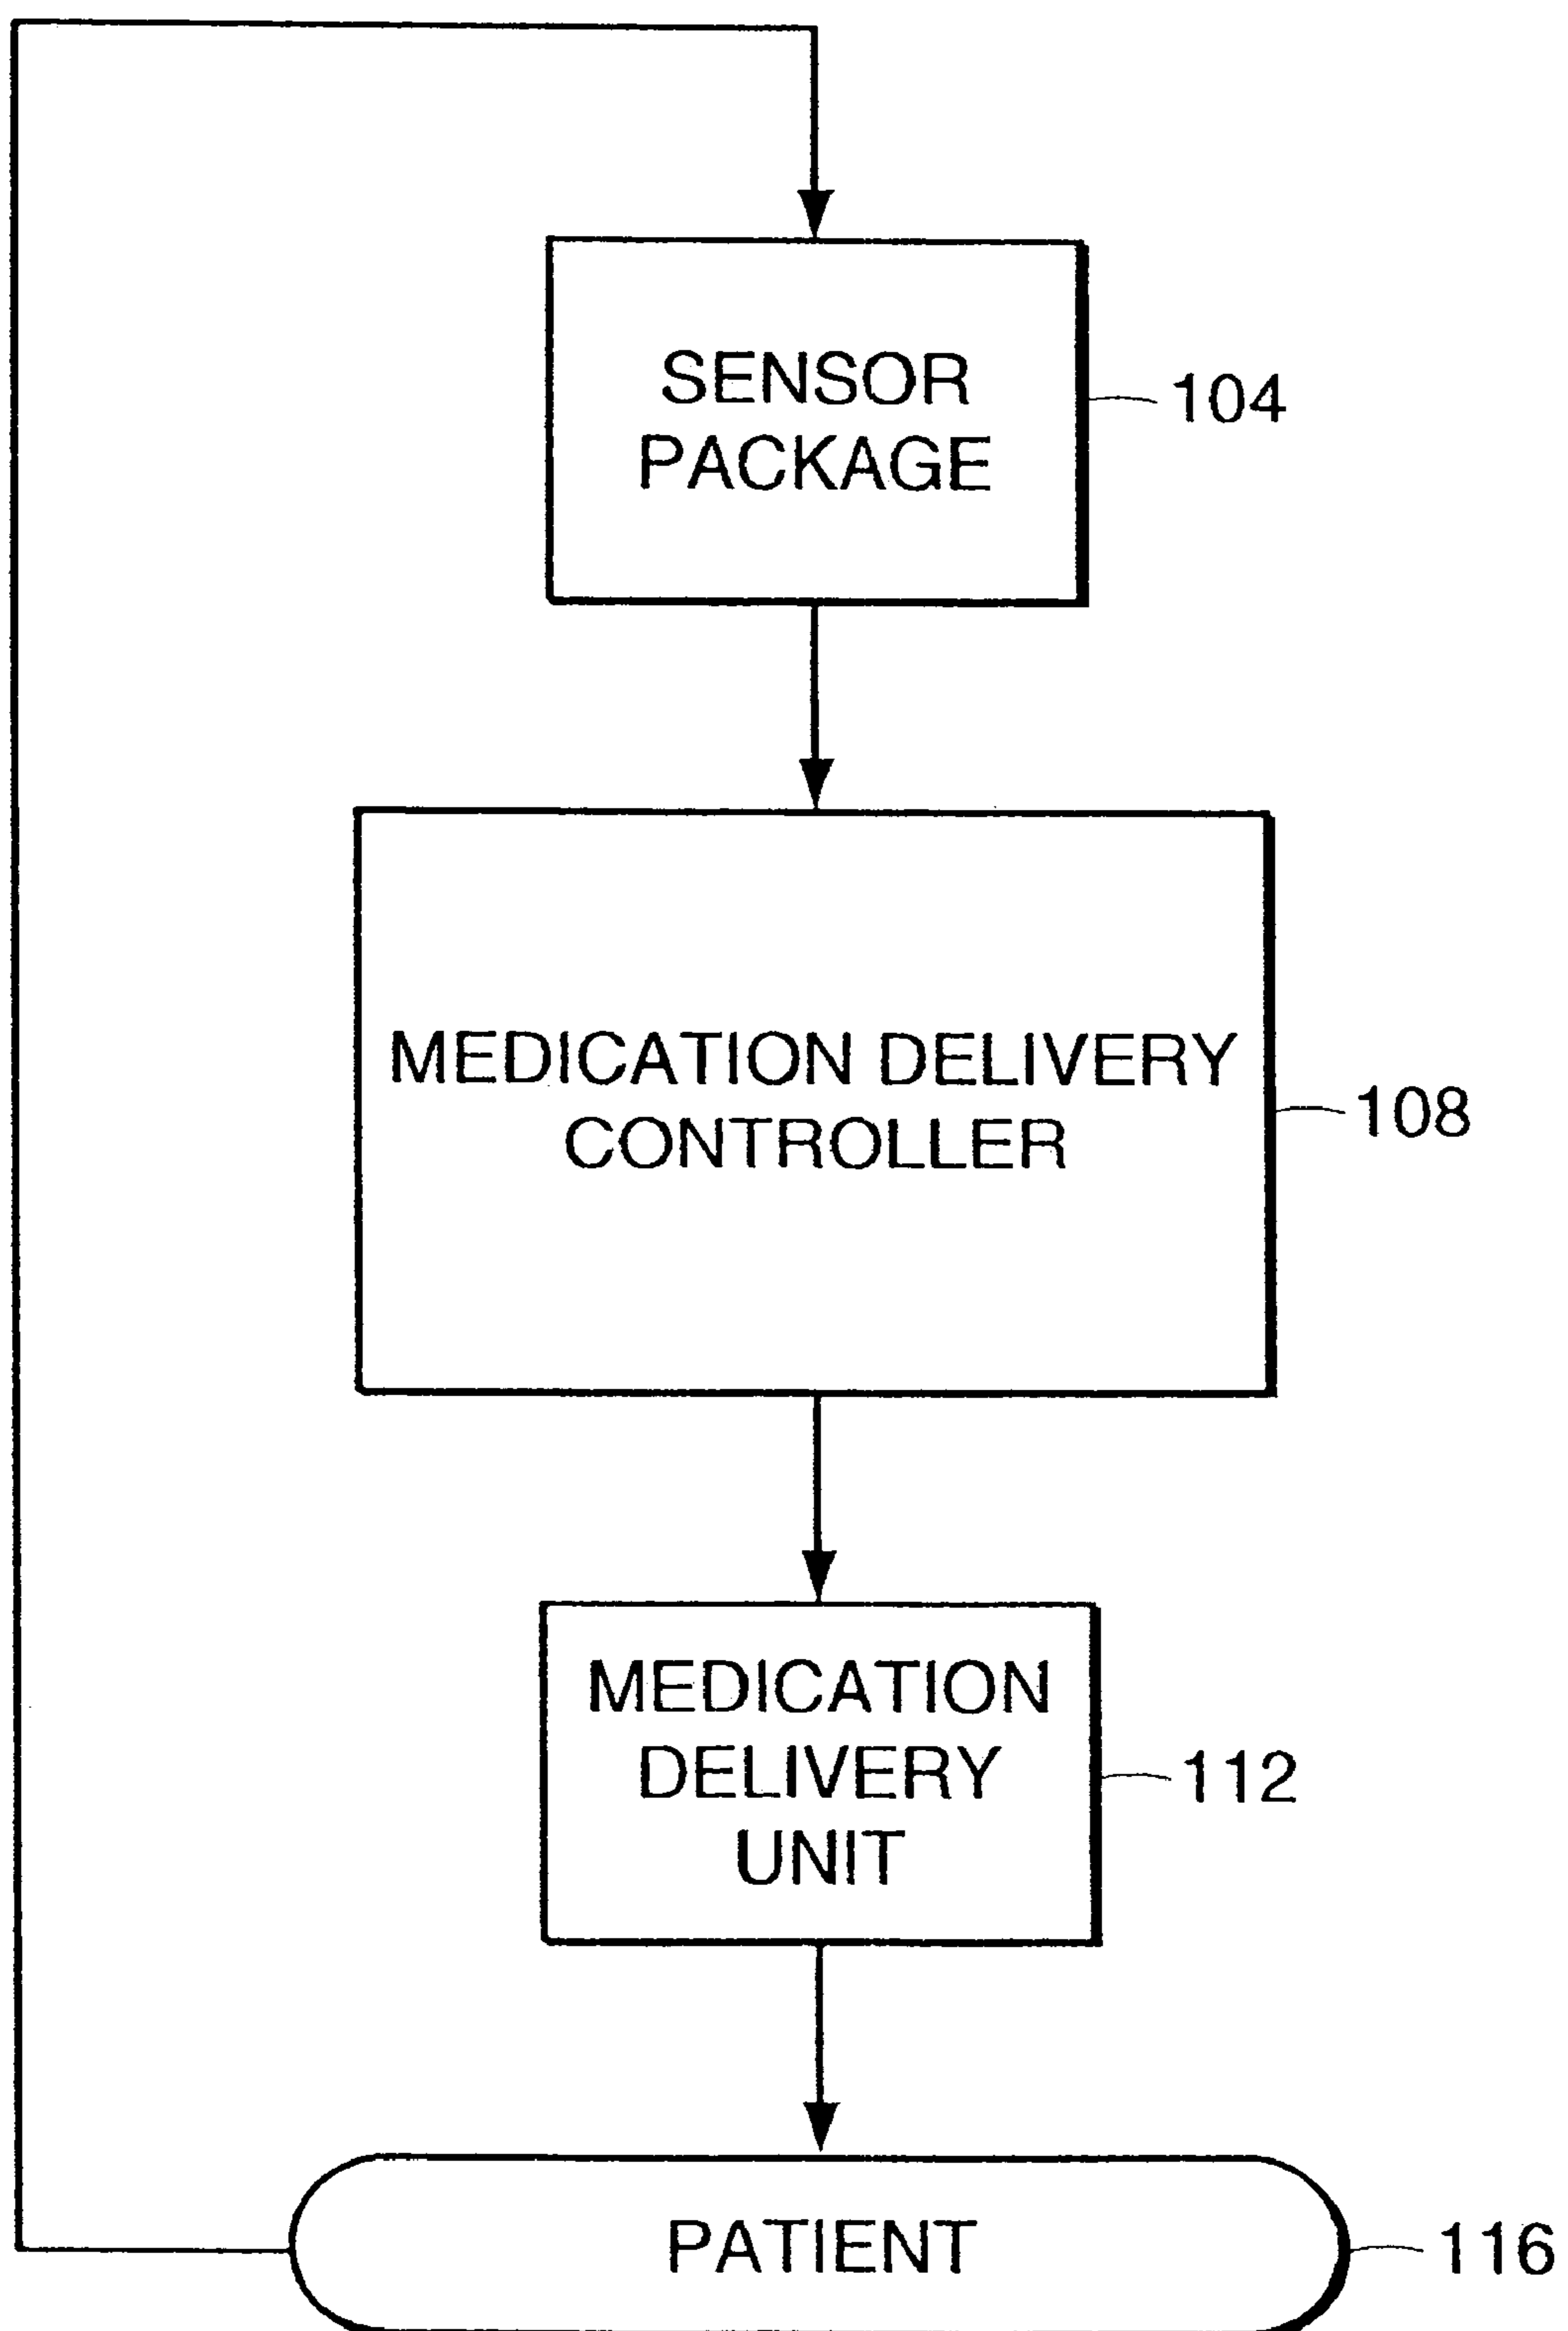 SENSOR
PACKAGE
104
MEDICATION DELIVERY
CONTROLLER
108
MEDICATION
DELIVERY
UNIT
112
PATIENT
116